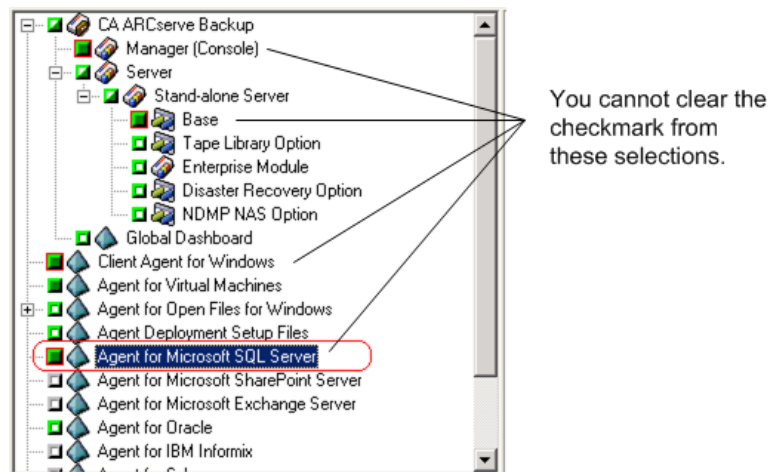 CA ARCserve Backup
Manager (Console)
Server
Stand-alone Server
Base
Tape Library Option
Enterprise Module
Disaster Recovery Option
NDMP NAS Option
Global Dashboard
Client Agent for Windows
Agent for Virtual Machines
Agent for Open Files for Windows
Agent Deployment Setup Files
Agent for Microsoft SQL Server
Agent for Microsoft SharePoint Server
Agent for Microsoft Exchange Server
Agent for Oracle
Agent for IBM Informix
You cannot clear the
checkmark from
these selections.